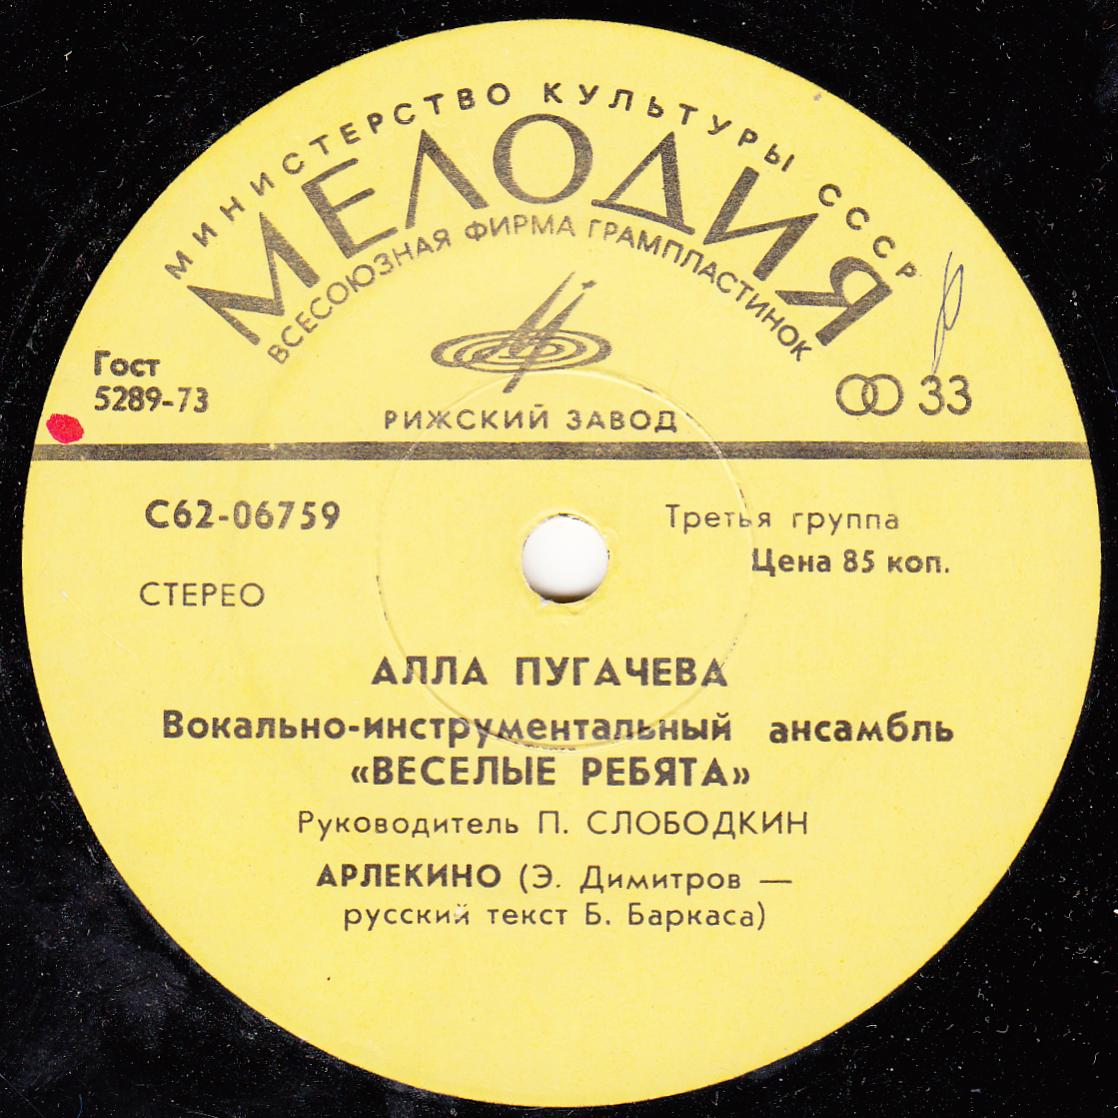 МИНИСТЕРСТВО КУЛЬТУРЫ СССР
МЕЛОДИЯ
ВСЕСОЮЗНАЯ ФИРМА ГРАМПЛАСТИНОК
Гост
5289-73
33
РИЖСКИЙ ЗАВОД
С62-06759
Третья группа
Цена 85 коп.
СТЕРЕО
АЛЛА ПУГАЧЕВА
Вокально-инструментальный ансамбль
«ВЕСЕЛЫЕ РЕБЯТА»
Руководитель П. СЛОБОДКИН
АРЛЕКИНО (Э. Димитров —
русский текст Б. Баркаса)